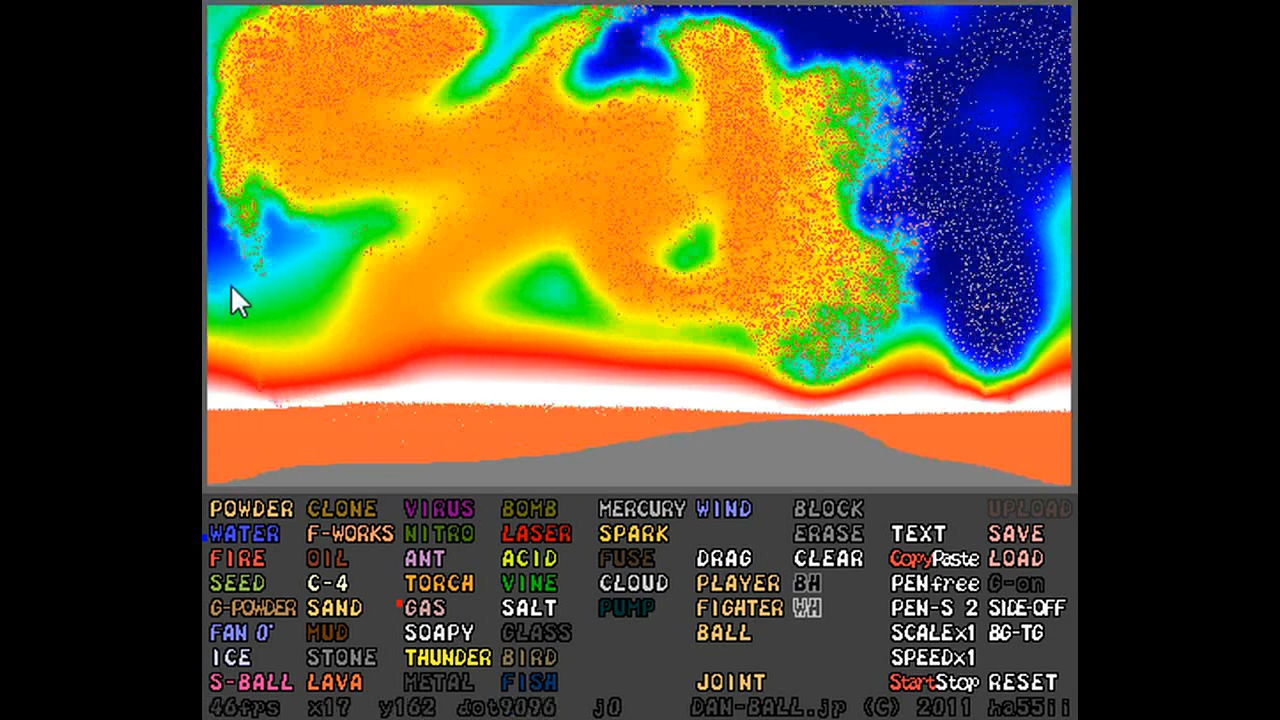 POWDER CLONE VIRUS BOMB MERCURY WIND BLOCK UPLOAD
WATER F-WORKS NITRO LASER SPARK ERASE TEXT SAVE
FIRE OIL ANT ACID FUSE DRAG CLEAR CopyPaste LOAD
SEED C-4 TORCH VINE CLOUD PLAYER BH PENfree G-on
G-POWDER SAND GAS SALT PUMP FIGHTER WH PEN-S 2 SIDE-OFF
FAN 0° MUD SOAPY GLASS BALL SCALEx1 BG-TG
ICE STONE THUNDER BIRD SPEEDx1
S-BALL LAVA METAL FISH JOINT StartStop RESET
46fps x17 y162 dot9096 j0 DAN-BALL.jp (C) 2011 ha55ii